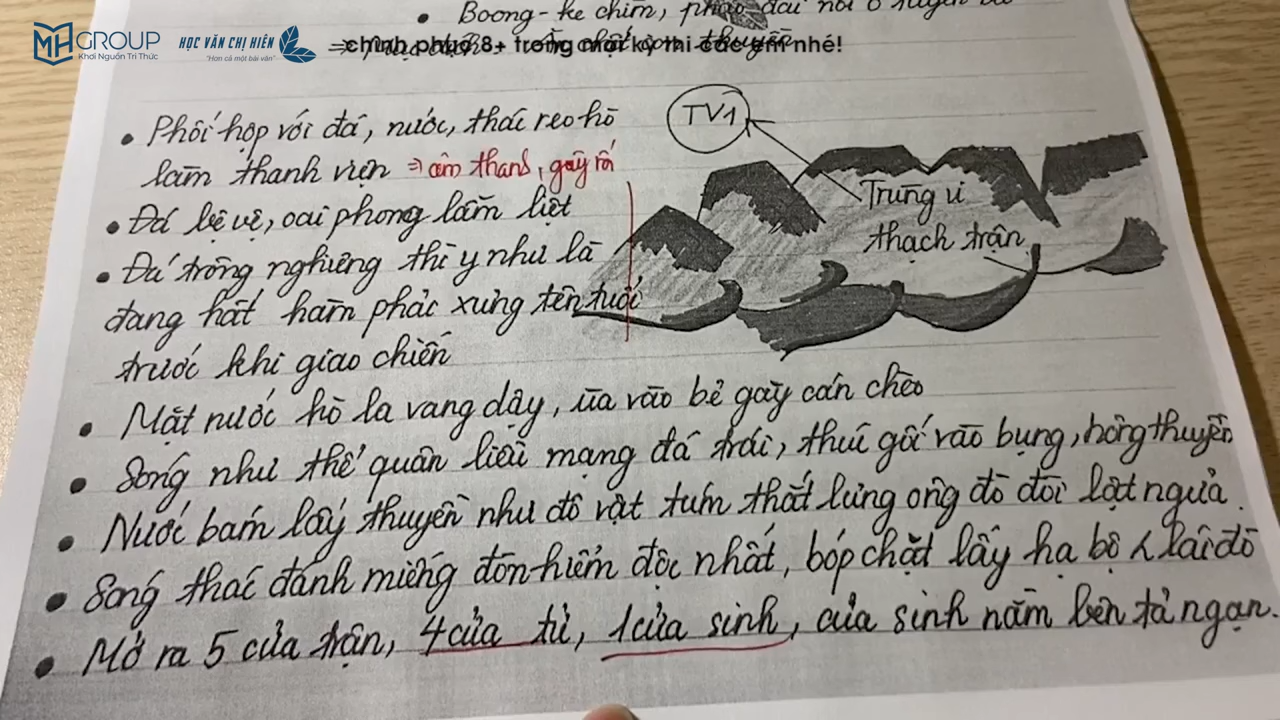 MH GROUP
Khơi Nguồn Tri Thức
HỌC VĂN CHỊ HIÊN
"Hơn cả một bài văn"
• Boong-ke chìm, pháo đài nổi ở
chinh phục 8+ trong mọi kỳ thi các em nhé!
TV1
• Phối hợp với đá, nước, thác reo hò
làm thanh viện ⇒ âm thanh, gây rối
• Đá bệ vệ, oai phong lẫm liệt
Trùng vi
thạch trận
• Đá trông nghiêng thì y như là
đang hất hàm phải xưng tên tuổi
trước khi giao chiến
• Mặt nước hò la vang dậy, ùa vào bẻ gãy cán chèo
• Sóng như thể quân liều mạng đá trái, thúc gối vào bụng, hông thuyền
• Nước bám lấy thuyền như đô vật túm thắt lưng ông đò đòi lật ngửa.
• Sóng thác đánh miếng đòn hiểm độc nhất, bóp chặt lấy hạ bộ lái đò
• Mở ra 5 cửa trận, 4 cửa tử, 1 cửa sinh, cửa sinh nằm bên tả ngạn.